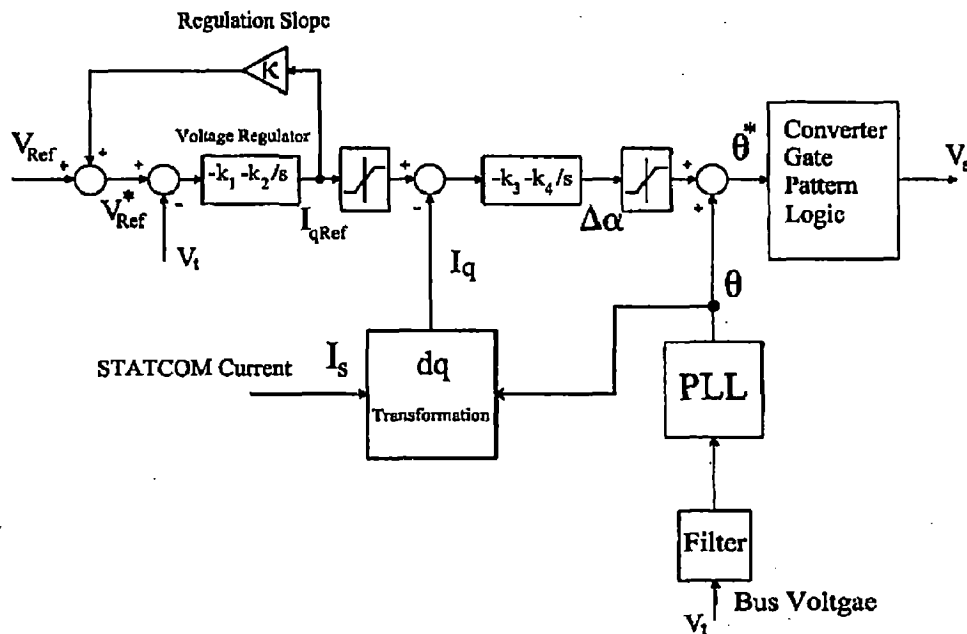 Regulation Slope
K
V_Ref
+
+
V*_Ref
+
-
V_t
Voltage Regulator
-k_1 -k_2/s
I_qRef
+
-
I_q
-k_3 -k_4/s
Δα
+
+
θ*
Converter
Gate
Pattern
Logic
V_s
θ
STATCOM Current
I_s
dq
Transformation
PLL
Filter
V_t
Bus Voltgae